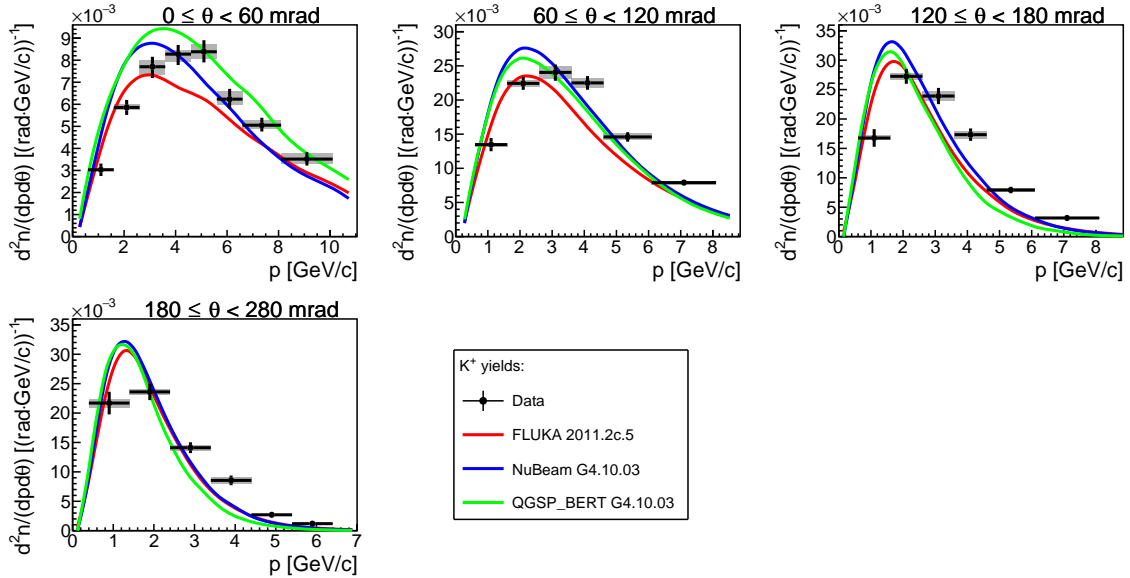 ×10⁻³ 0 ≤ θ < 60 mrad
d²n/(dpdθ) [(rad·GeV/c))⁻¹]
9
8
7
6
5
4
3
2
1
0
0 2 4 6 8 10
p [GeV/c]
×10⁻³ 60 ≤ θ < 120 mrad
d²n/(dpdθ) [(rad·GeV/c))⁻¹]
30
25
20
15
10
5
0
0 1 2 3 4 5 6 7 8
p [GeV/c]
×10⁻³ 120 ≤ θ < 180 mrad
d²n/(dpdθ) [(rad·GeV/c))⁻¹]
35
30
25
20
15
10
5
0
0 1 2 3 4 5 6 7 8
p [GeV/c]
×10⁻³ 180 ≤ θ < 280 mrad
d²n/(dpdθ) [(rad·GeV/c))⁻¹]
35
30
25
20
15
10
5
0
0 1 2 3 4 5 6 7
p [GeV/c]
K⁺ yields:
Data
FLUKA 2011.2c.5
NuBeam G4.10.03
QGSP_BERT G4.10.03